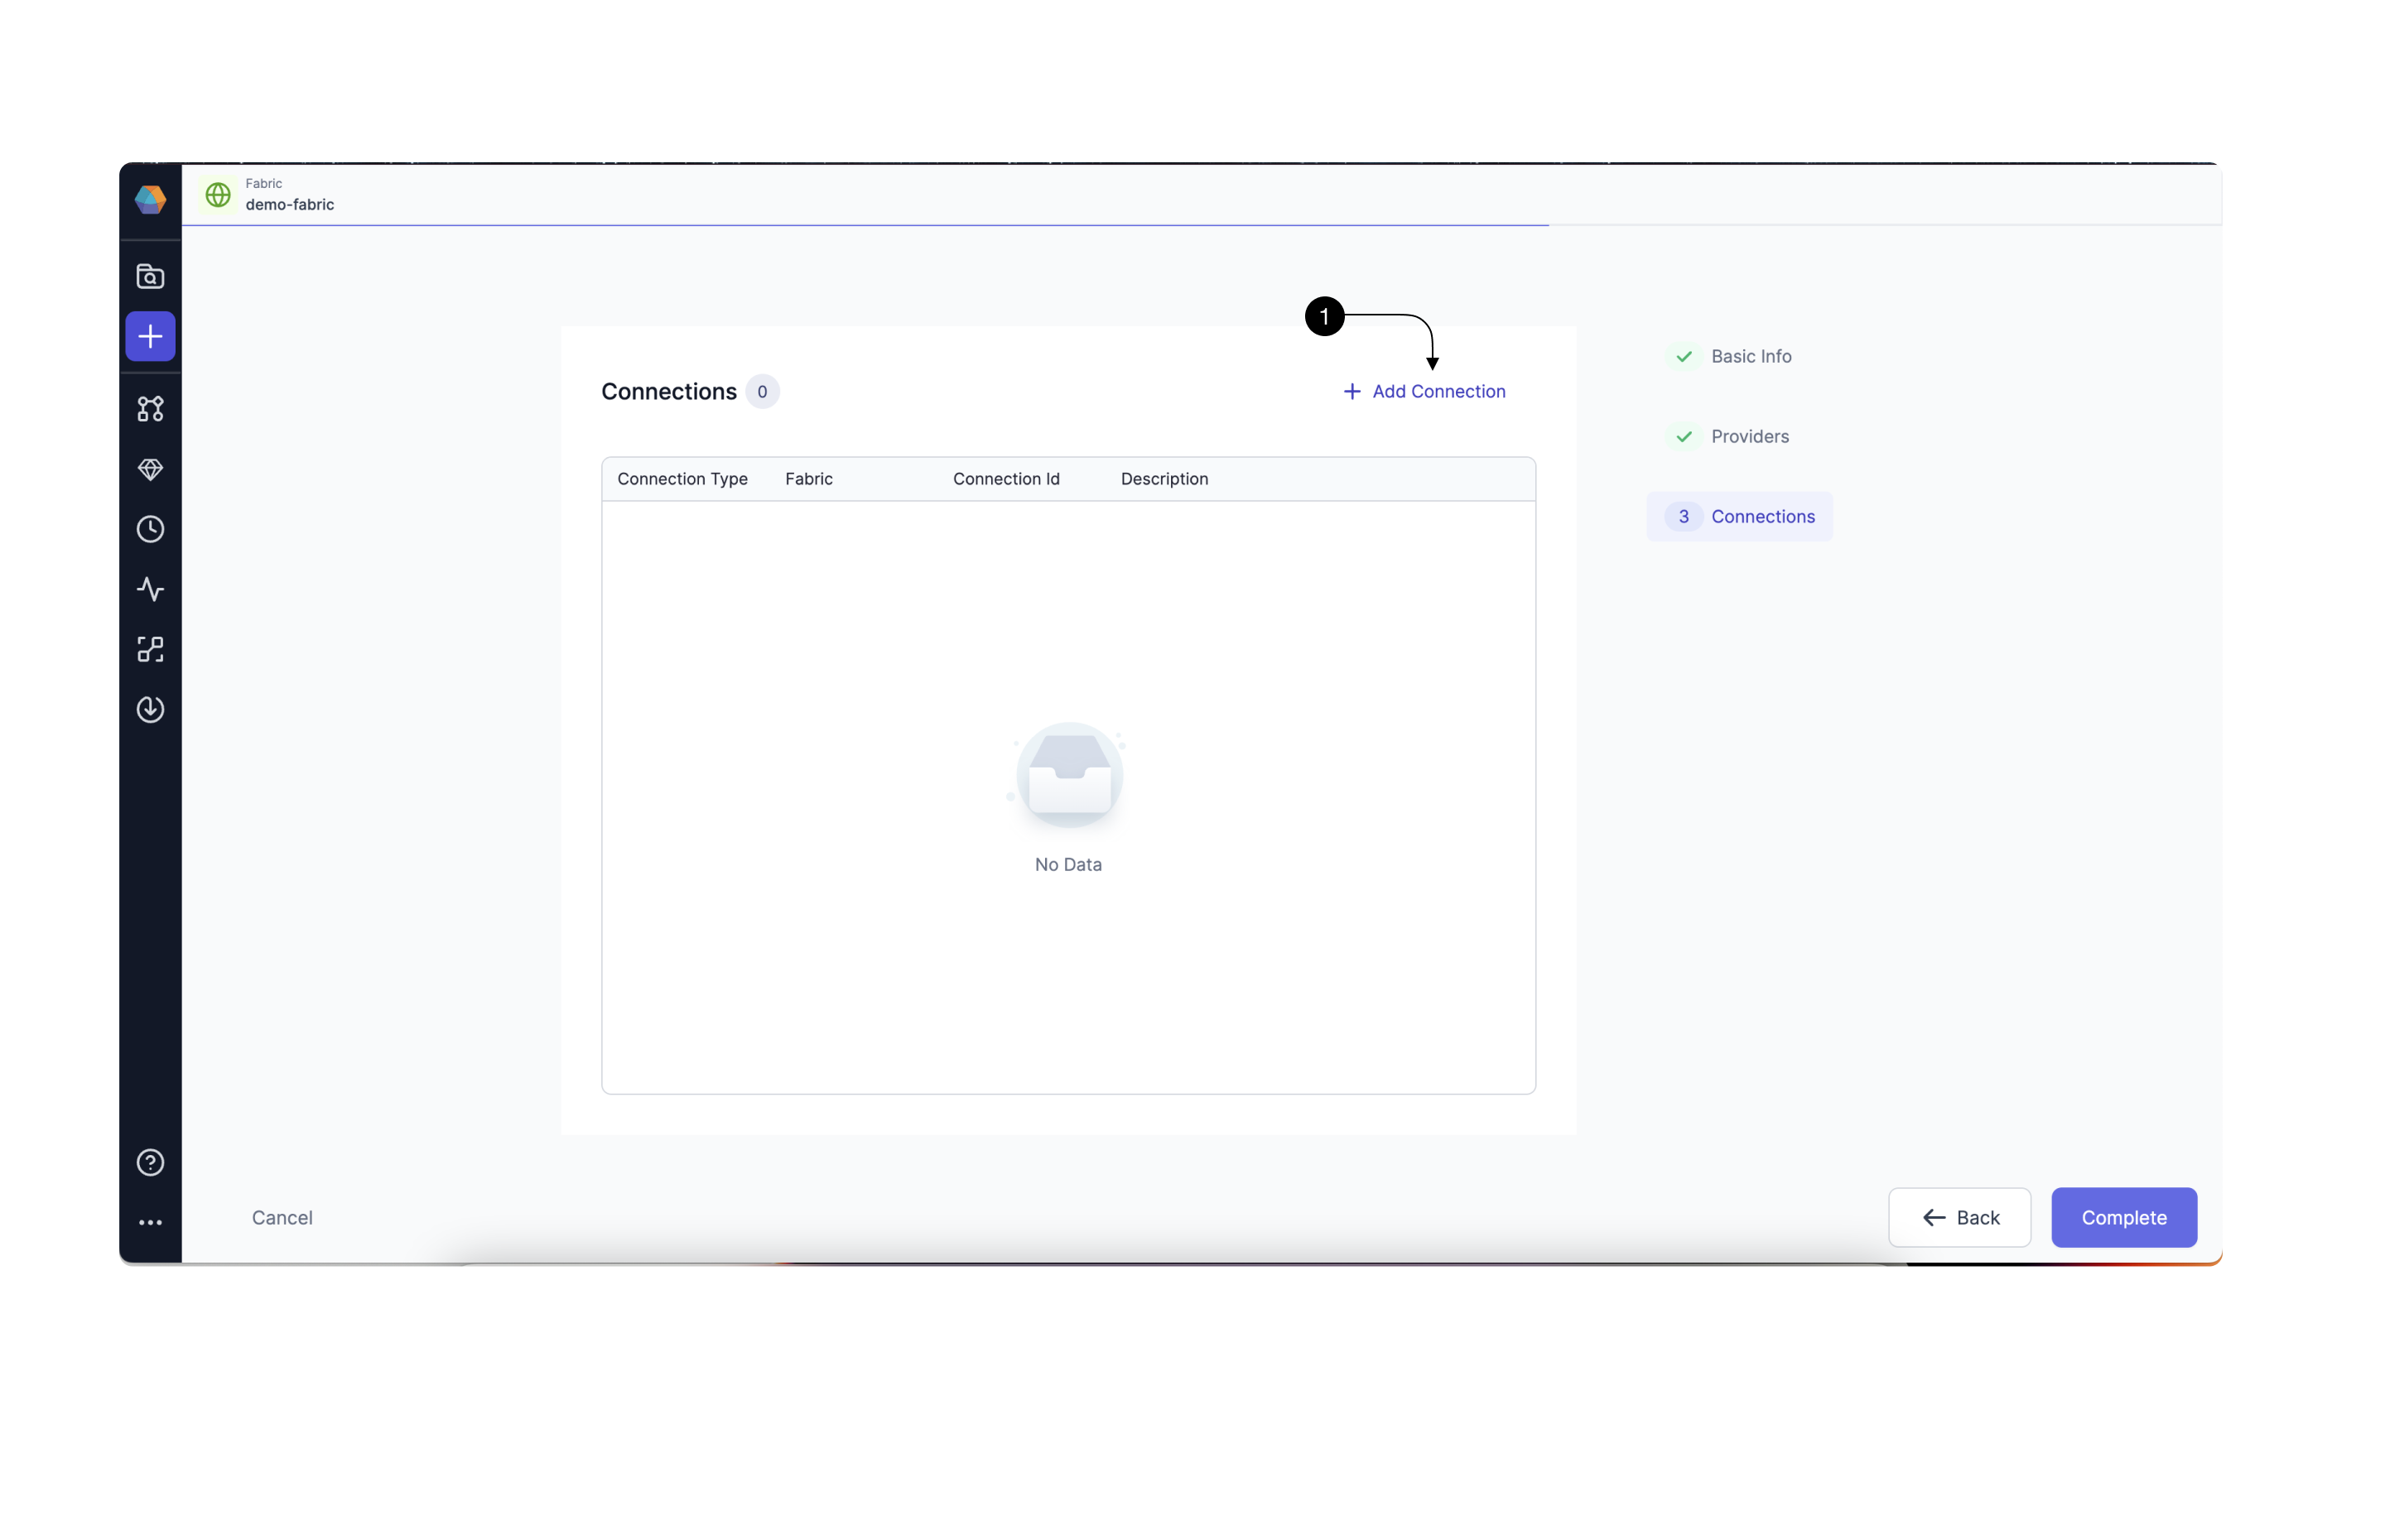 Fabric
demo-fabric
1
Connections 0
+ Add Connection
Connection Type Fabric Connection Id Description
No Data
Basic Info
Providers
3 Connections
Cancel
Back
Complete